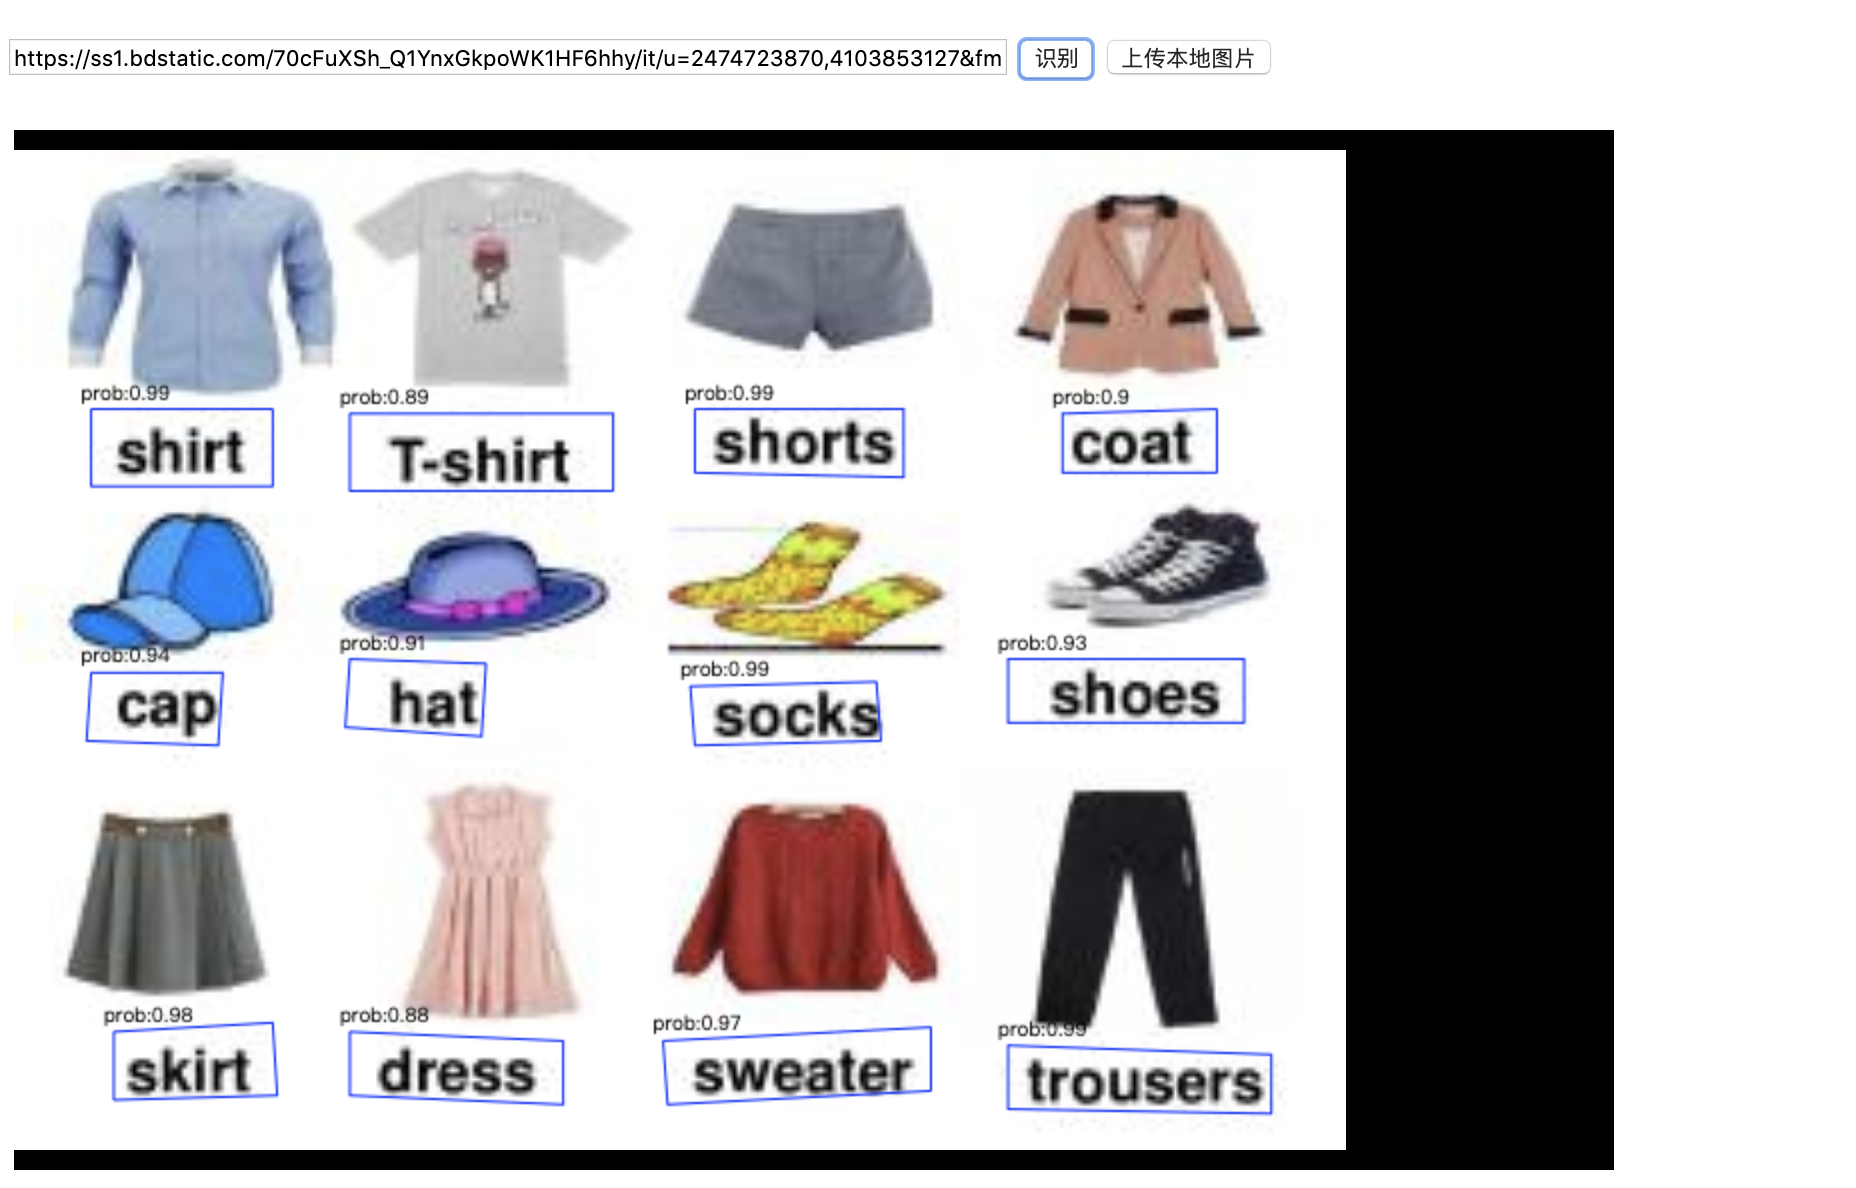 https://ss1.bdstatic.com/70cFuXSh_Q1YnxGkpoWK1HF6hhy/it/u=2474723870,4103853127&fm 识别 上传本地图片
prob:0.99 prob:0.89 prob:0.99 prob:0.9
shirt T-shirt shorts coat
prob:0.94 prob:0.91 prob:0.99 prob:0.93
cap hat socks shoes
prob:0.98 prob:0.88 prob:0.97 prob:0.99
skirt dress sweater trousers